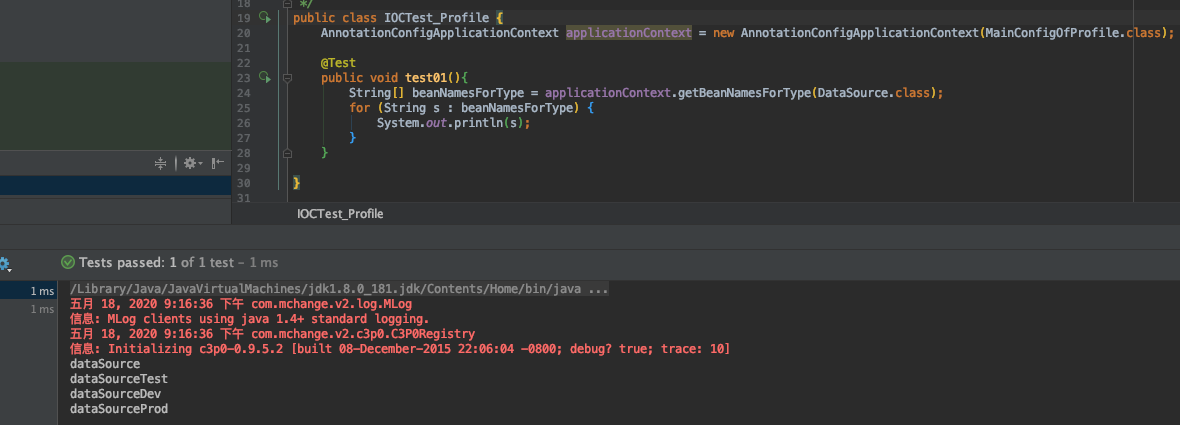 18 */
19 public class IOCTest_Profile {
20 AnnotationConfigApplicationContext applicationContext = new AnnotationConfigApplicationContext(MainConfigOfProfile.class);
21
22 @Test
23 public void test01(){
24 String[] beanNamesForType = applicationContext.getBeanNamesForType(DataSource.class);
25 for (String s : beanNamesForType) {
26 System.out.println(s);
27 }
28 }
29
30 }
31
IOCTest_Profile
Tests passed: 1 of 1 test – 1 ms
1 ms /Library/Java/JavaVirtualMachines/jdk1.8.0_181.jdk/Contents/Home/bin/java ...
1 ms 五月 18, 2020 9:16:36 下午 com.mchange.v2.log.MLog
信息: MLog clients using java 1.4+ standard logging.
五月 18, 2020 9:16:36 下午 com.mchange.v2.c3p0.C3P0Registry
信息: Initializing c3p0-0.9.5.2 [built 08-December-2015 22:06:04 -0800; debug? true; trace: 10]
dataSource
dataSourceTest
dataSourceDev
dataSourceProd